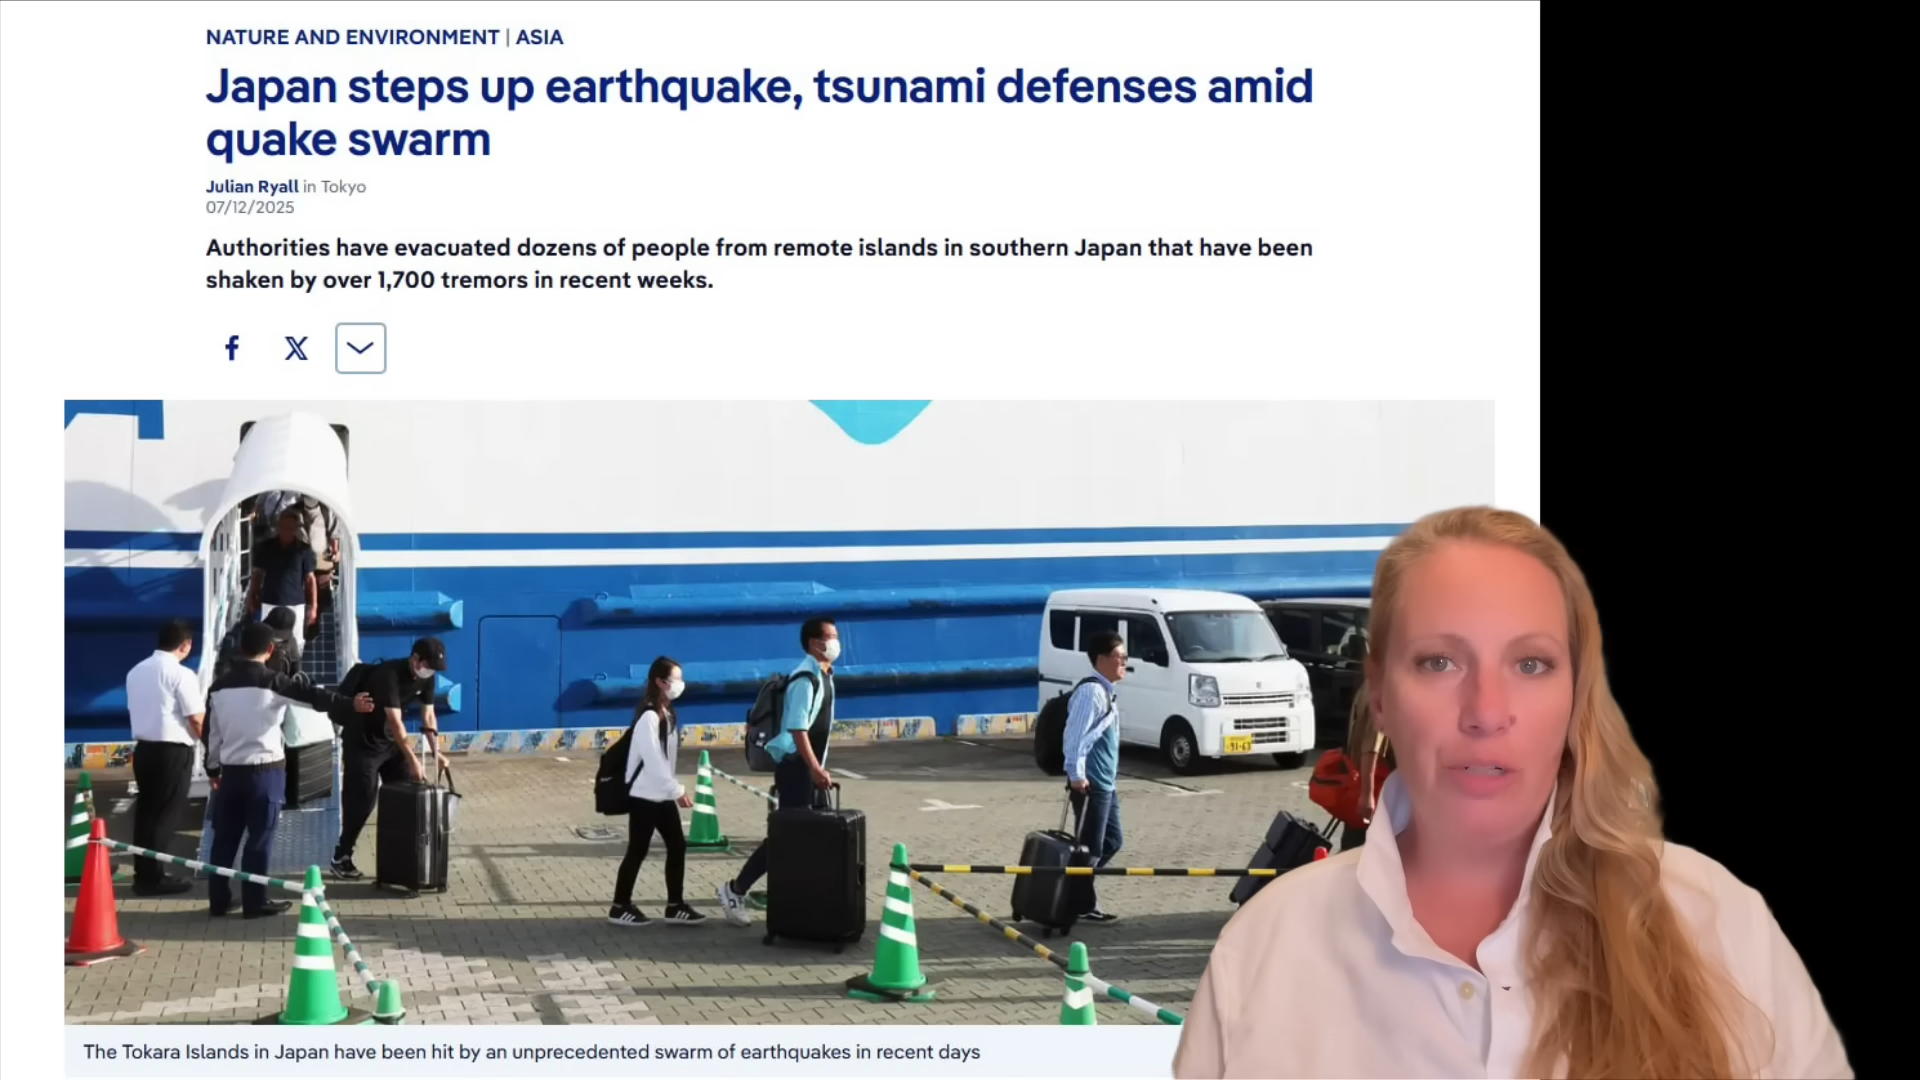 NATURE AND ENVIRONMENT | ASIA
Japan steps up earthquake, tsunami defenses amid
quake swarm
Julian Ryall in Tokyo
07/12/2025
Authorities have evacuated dozens of people from remote islands in southern Japan that have been
shaken by over 1,700 tremors in recent weeks.
The Tokara Islands in Japan have been hit by an unprecedented swarm of earthquakes in recent days